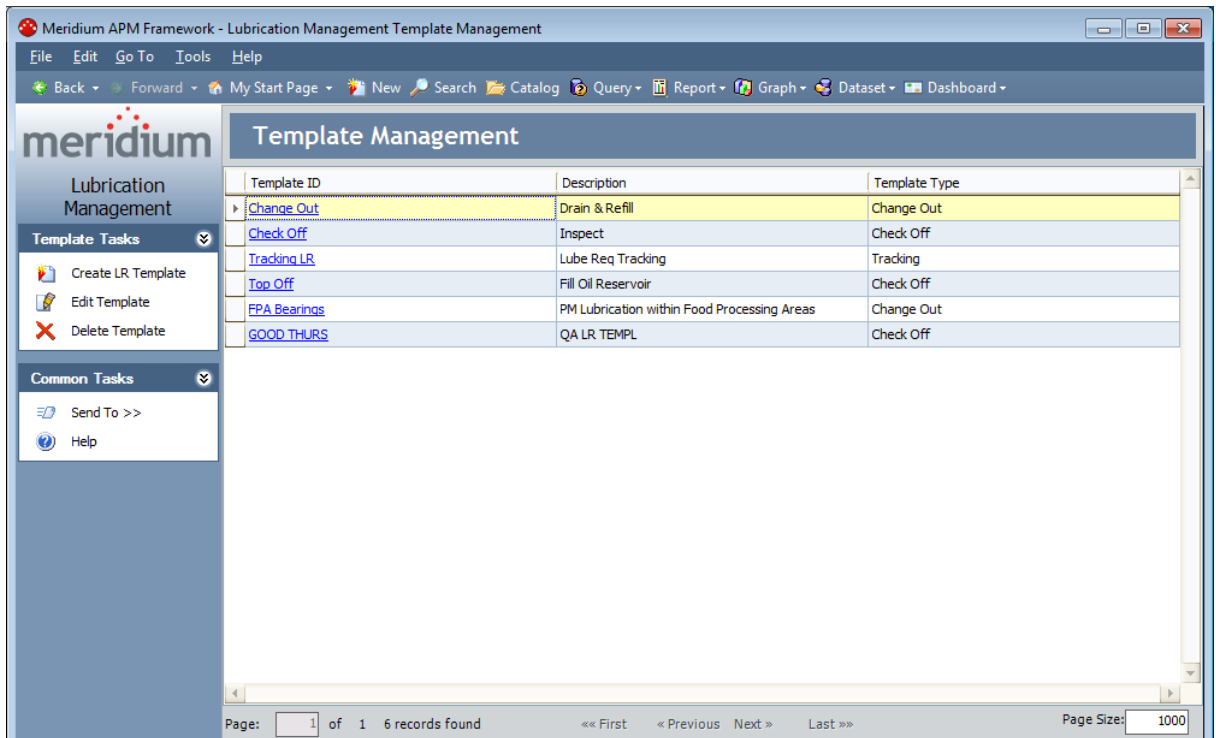 Meridium APM Framework - Lubrication Management Template Management
File Edit Go To Tools Help
Back Forward My Start Page New Search Catalog Query Report Graph Dataset Dashboard
meridium
Lubrication
Management
Template Tasks
Create LR Template
Edit Template
Delete Template
Common Tasks
Send To >>
Help
Template Management
Template ID Description Template Type
Change Out Drain & Refill Change Out
Check Off Inspect Check Off
Tracking LR Lube Req Tracking Tracking
Top Off Fill Oil Reservoir Check Off
FPA Bearings PM Lubrication within Food Processing Areas Change Out
GOOD THURS QA LR TEMPL Check Off
Page: 1 of 1 6 records found «« First « Previous Next » Last »» Page Size: 1000